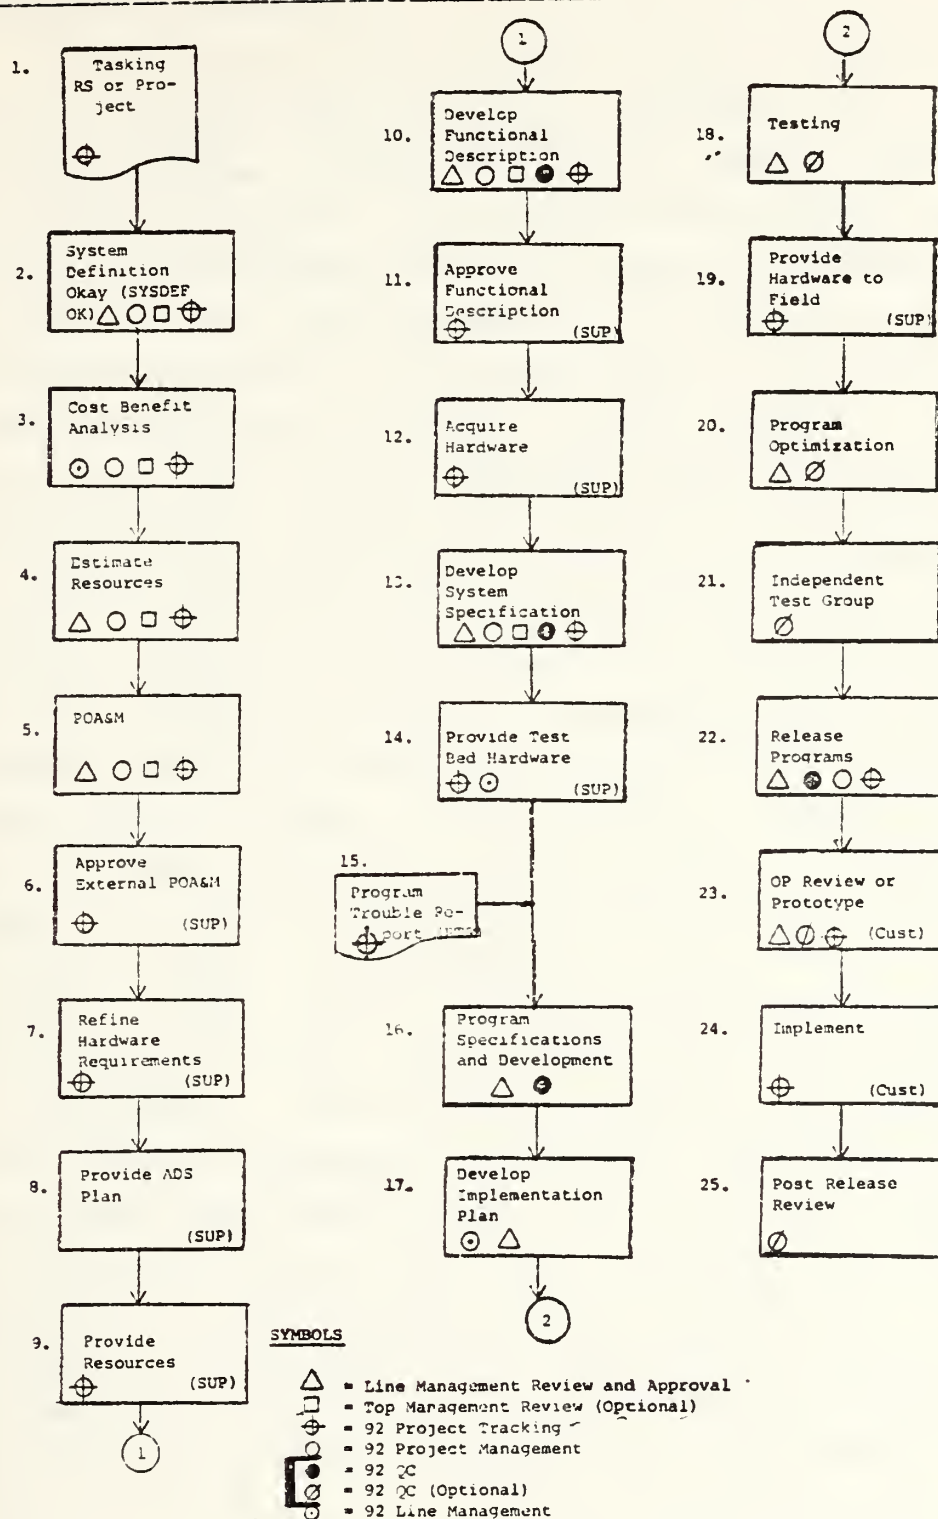 1.
Tasking
RS or Pro-
ject
2.
System
Definition
Okay (SYSDEF
OK)
3.
Cost Benefit
Analysis
4.
Estimate
Resources
5.
POA&M
6.
Approve
External POA&M
(SUP)
7.
Refine
Hardware
Requirements
(SUP)
8.
Provide ADS
Plan
(SUP)
9.
Provide
Resources
(SUP)
1
1
10.
Develop
Functional
Description
11.
Approve
Functional
Description
(SUP)
12.
Acquire
Hardware
(SUP)
13.
Develop
System
Specification
14.
Provide Test
Bed Hardware
(SUP)
15.
Program
Trouble Re-
port
16.
Program
Specifications
and Development
17.
Develop
Implementation
Plan
2
2
18.
Testing
19.
Provide
Hardware to
Field
(SUP)
20.
Program
Optimization
21.
Independent
Test Group
22.
Release
Programs
23.
OP Review or
Prototype
(Cust)
24.
Implement
(Cust)
25.
Post Release
Review
SYMBOLS
= Line Management Review and Approval
= Top Management Review (Optional)
= 92 Project Tracking
= 92 Project Management
= 92 QC
= 92 QC (Optional)
= 92 Line Management